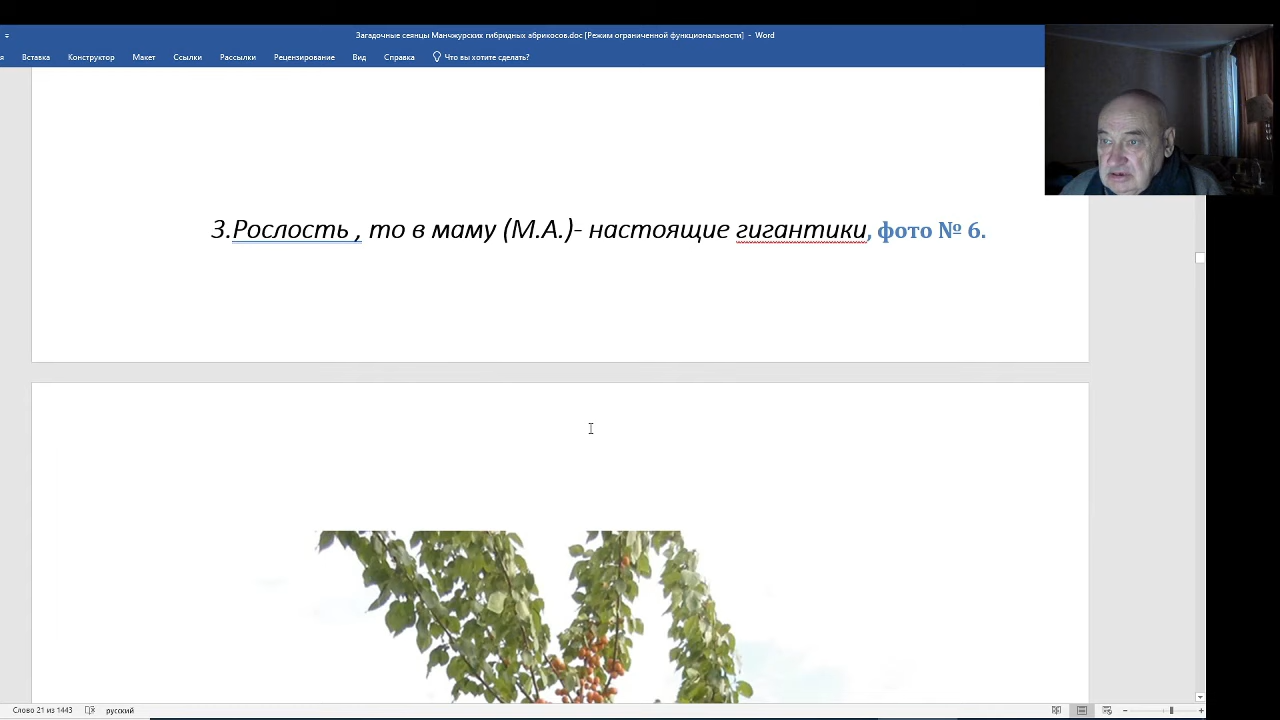 Загадочные сеянцы Манчжурских гибридных абрикосов.doc [Режим ограниченной функциональности] - Word
я Вставка Конструктор Макет Ссылки Рассылки Рецензирование Вид Справка Что вы хотите сделать?
3.Рослость , то в маму (М.А.)- настоящие гигантики, фото № 6.
Слово 21 из 1443 русский